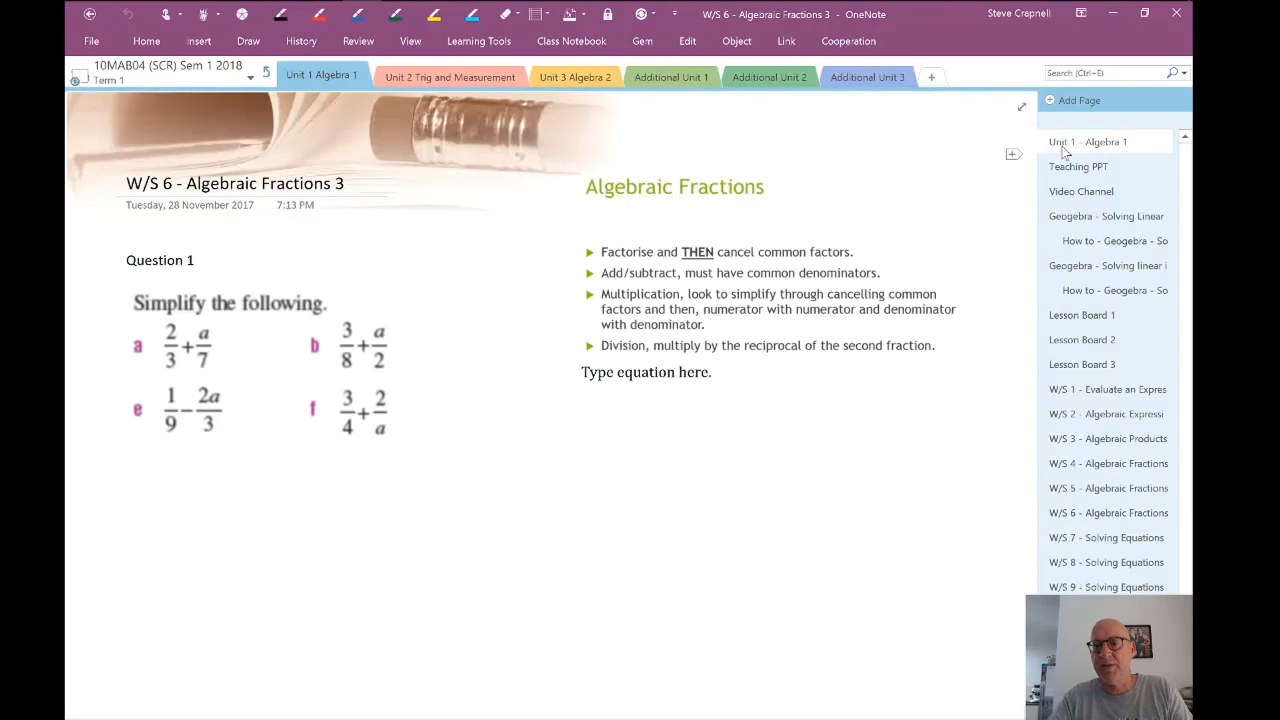 W/S 6 - Algebraic Fractions 3 - OneNote
Steve Crapnell
File Home Insert Draw History Review View Learning Tools Class Notebook Gem Edit Object Link Cooperation
10MAB04 (SCR) Sem 1 2018
Term 1
Unit 1 Algebra 1
Unit 2 Trig and Measurement
Unit 3 Algebra 2
Additional Unit 1
Additional Unit 2
Additional Unit 3
Search (Ctrl+E)
W/S 6 - Algebraic Fractions 3
Tuesday, 28 November 2017 7:13 PM
Question 1
Simplify the following.
a 2/3 + a/7
b 3/8 + a/2
e 1/9 − 2a/3
f 3/4 + 2/a
Algebraic Fractions
Factorise and THEN cancel common factors.
Add/subtract, must have common denominators.
Multiplication, look to simplify through cancelling common
factors and then, numerator with numerator and denominator
with denominator.
Division, multiply by the reciprocal of the second fraction.
Type equation here.
Add Page
Unit 1 - Algebra 1
Teaching PPT
Video Channel
Geogebra - Solving Linear
How to - Geogebra - So
Geogebra - Solving linear i
How to - Geogebra - So
Lesson Board 1
Lesson Board 2
Lesson Board 3
W/S 1 - Evaluate an Expres
W/S 2 - Algebraic Expressi
W/S 3 - Algebraic Products
W/S 4 - Algebraic Fractions
W/S 5 - Algebraic Fractions
W/S 6 - Algebraic Fractions
W/S 7 - Solving Equations
W/S 8 - Solving Equations
W/S 9 - Solving Equations